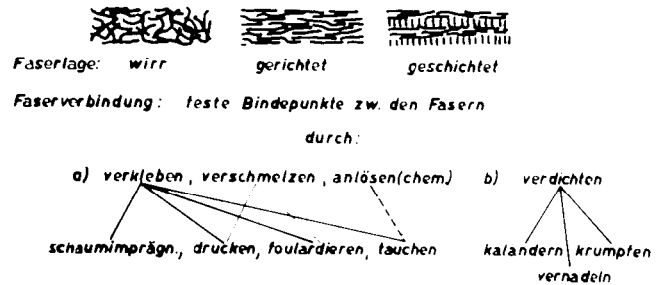 Faserlage: wirr gerichtet geschichtet
Faserverbindung: feste Bindepunkte zw. den Fasern
durch:
a) verkleben, verschmelzen, anlösen(chem.) b) verdichten
schaumimprägn., drucken, foulardieren, tauchen kalandern krumpfen
vernadeln